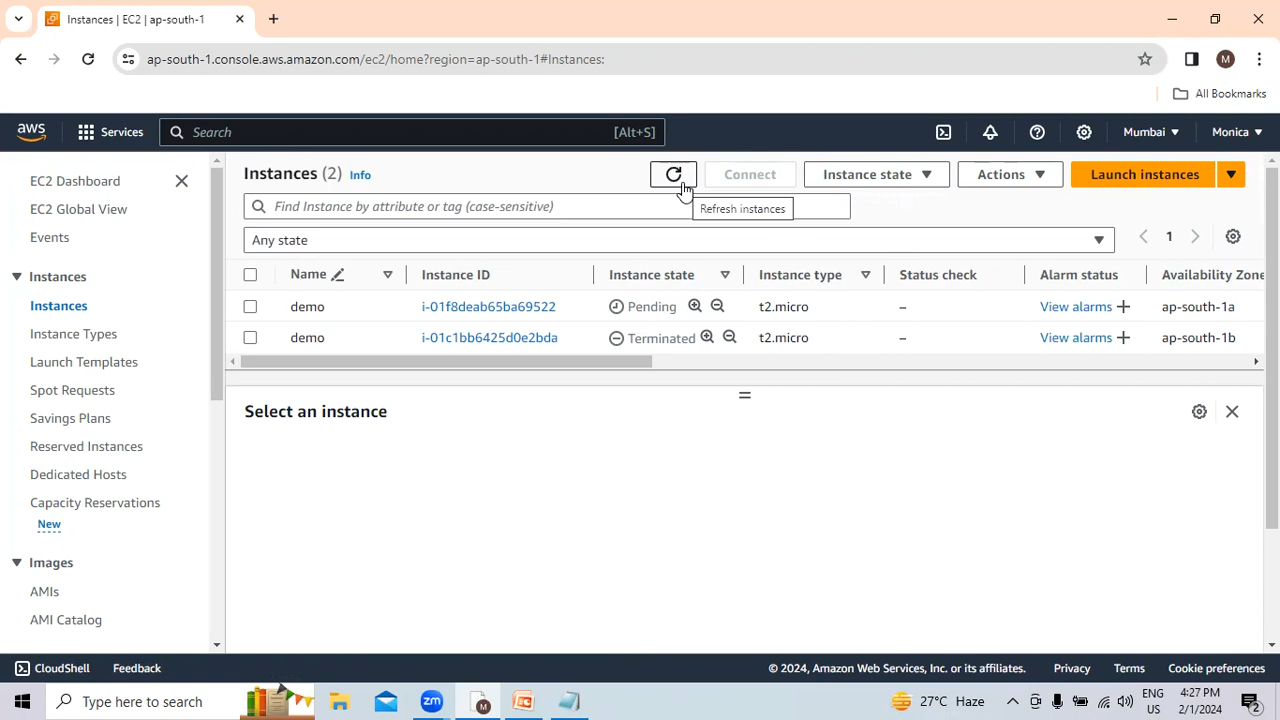 Instances | EC2 | ap-south-1
ap-south-1.console.aws.amazon.com/ec2/home?region=ap-south-1#Instances:
M
All Bookmarks
aws
Services
Search
[Alt+S]
Mumbai
Monica
EC2 Dashboard
EC2 Global View
Events
Instances
Instances
Instance Types
Launch Templates
Spot Requests
Savings Plans
Reserved Instances
Dedicated Hosts
Capacity Reservations
New
Images
AMIs
AMI Catalog
Instances (2) Info
Connect
Instance state
Actions
Launch instances
Find Instance by attribute or tag (case-sensitive)
Refresh instances
Any state
1
Name Instance ID Instance state Instance type Status check Alarm status Availability Zone
demo i-01f8deab65ba69522 Pending t2.micro – View alarms ap-south-1a
demo i-01c1bb6425d0e2bda Terminated t2.micro – View alarms ap-south-1b
Select an instance
CloudShell
Feedback
© 2024, Amazon Web Services, Inc. or its affiliates.
Privacy
Terms
Cookie preferences
Type here to search
zm
M
27°C Haze
ENG
US
4:27 PM
2/1/2024
2